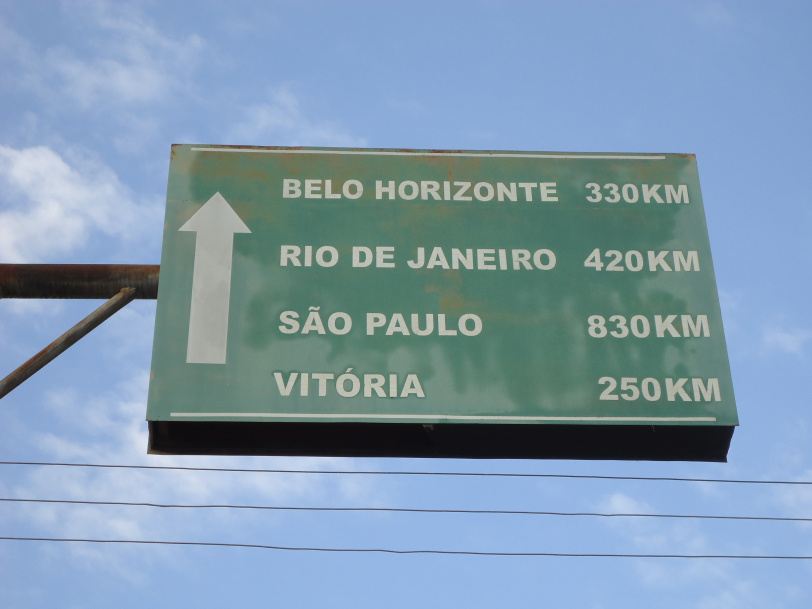 BELO HORIZONTE 330KM
RIO DE JANEIRO 420KM
SÃO PAULO 830KM
VITÓRIA 250KM